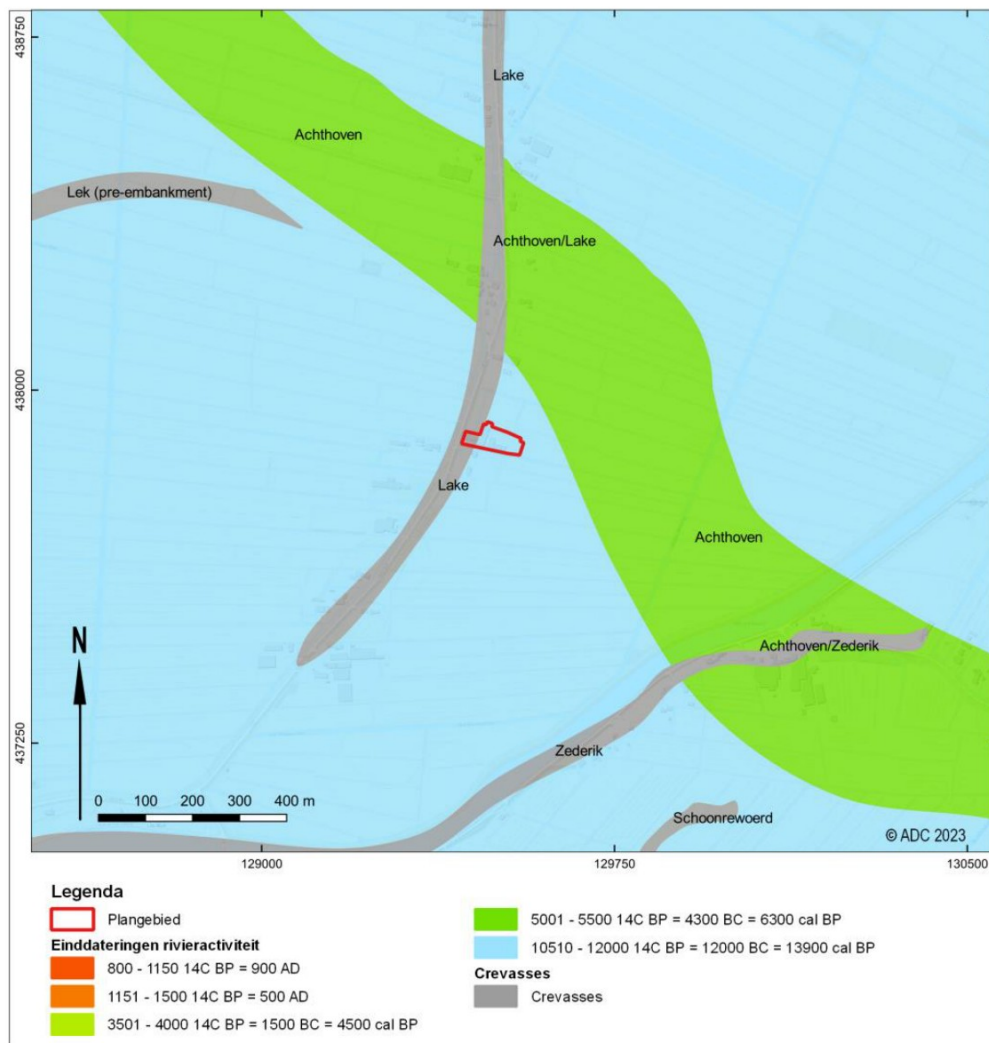 438750
438000
437250
Lake
Achthoven
Lek (pre-embankment)
Achthoven/Lake
Lake
Achthoven
Achthoven/Zederik
Zederik
Schoonrewoerd
N
0 100 200 300 400 m
© ADC 2023
129000 129750 130500
Legenda
Plangebied
Einddateringen rivieractiviteit
800 - 1150 14C BP = 900 AD
1151 - 1500 14C BP = 500 AD
3501 - 4000 14C BP = 1500 BC = 4500 cal BP
5001 - 5500 14C BP = 4300 BC = 6300 cal BP
10510 - 12000 14C BP = 12000 BC = 13900 cal BP
Crevasses
Crevasses